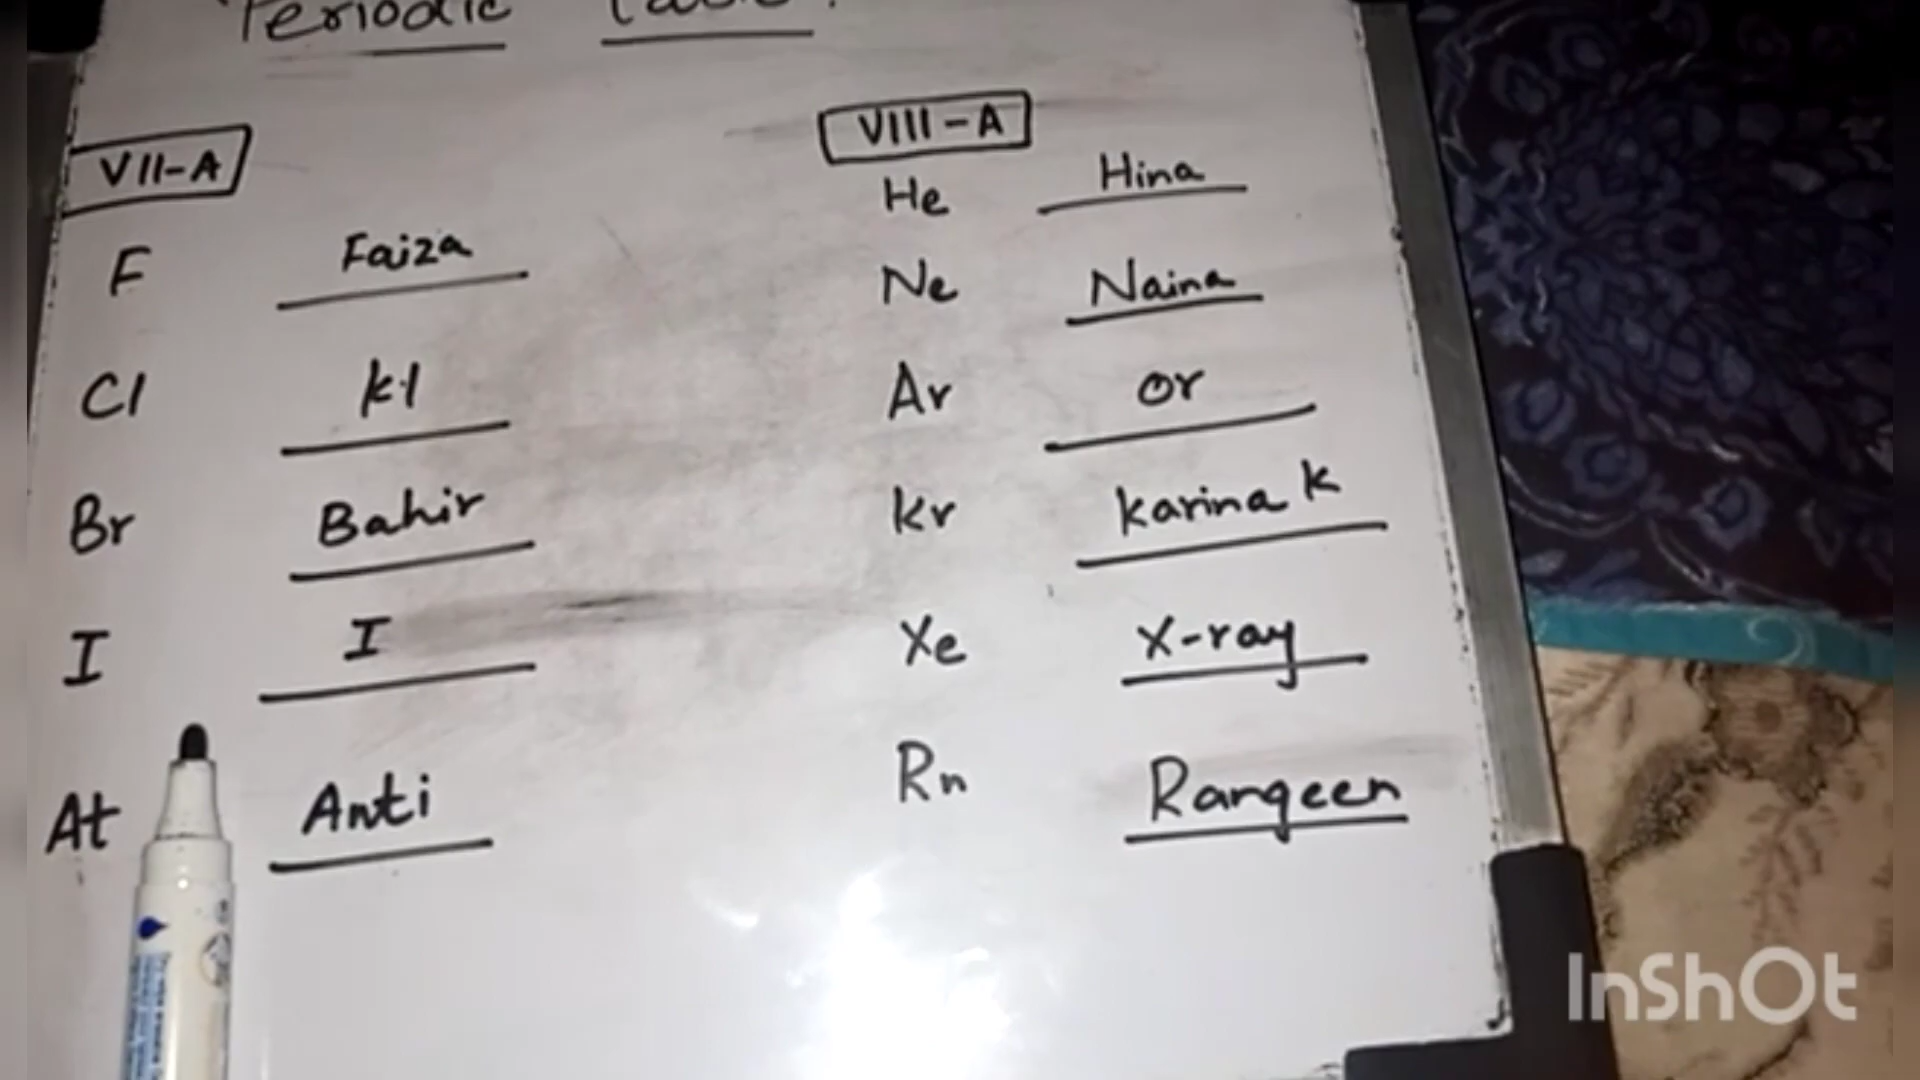 Periodic Table:
VII-A
F Faiza
Cl kl
Br Bahir
I I
At Anti
VIII-A
He Hina
Ne Naina
Ar or
Kr Karina K
Xe X-ray
Rn Rangeen
InShOt